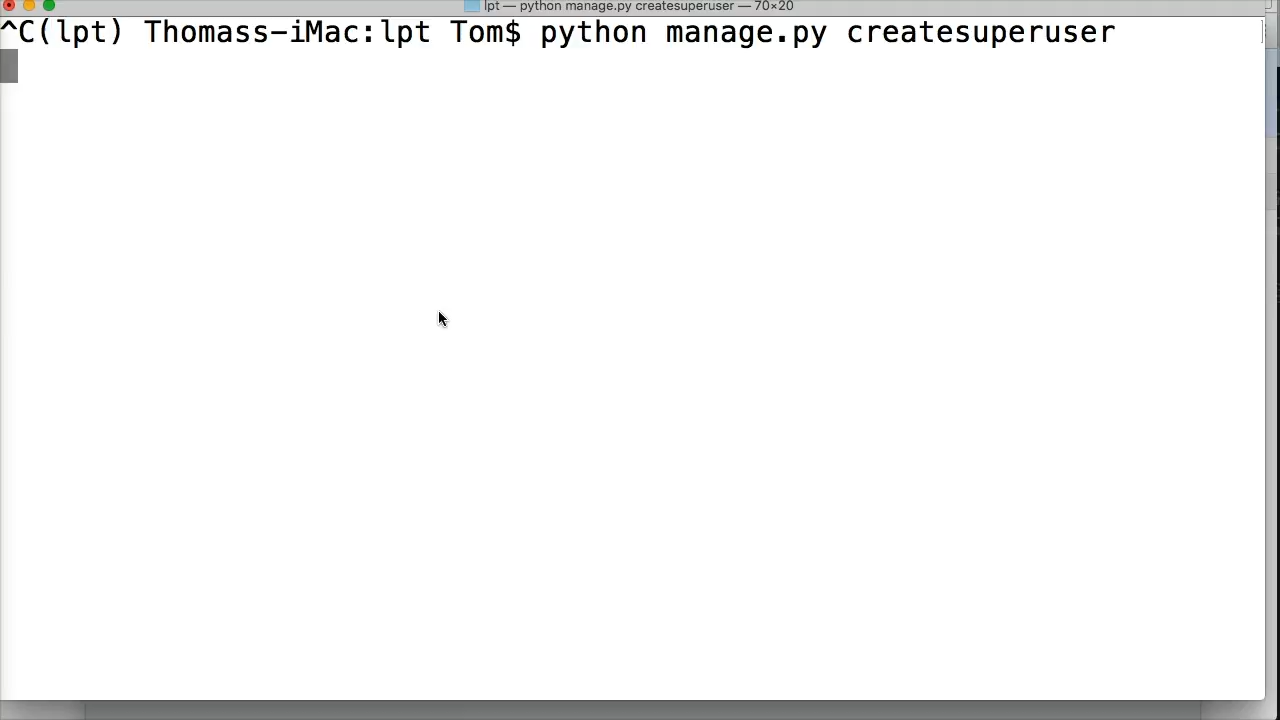 lpt — python manage.py createsuperuser — 70×20
^C(lpt) Thomass-iMac:lpt Tom$ python manage.py createsuperuser